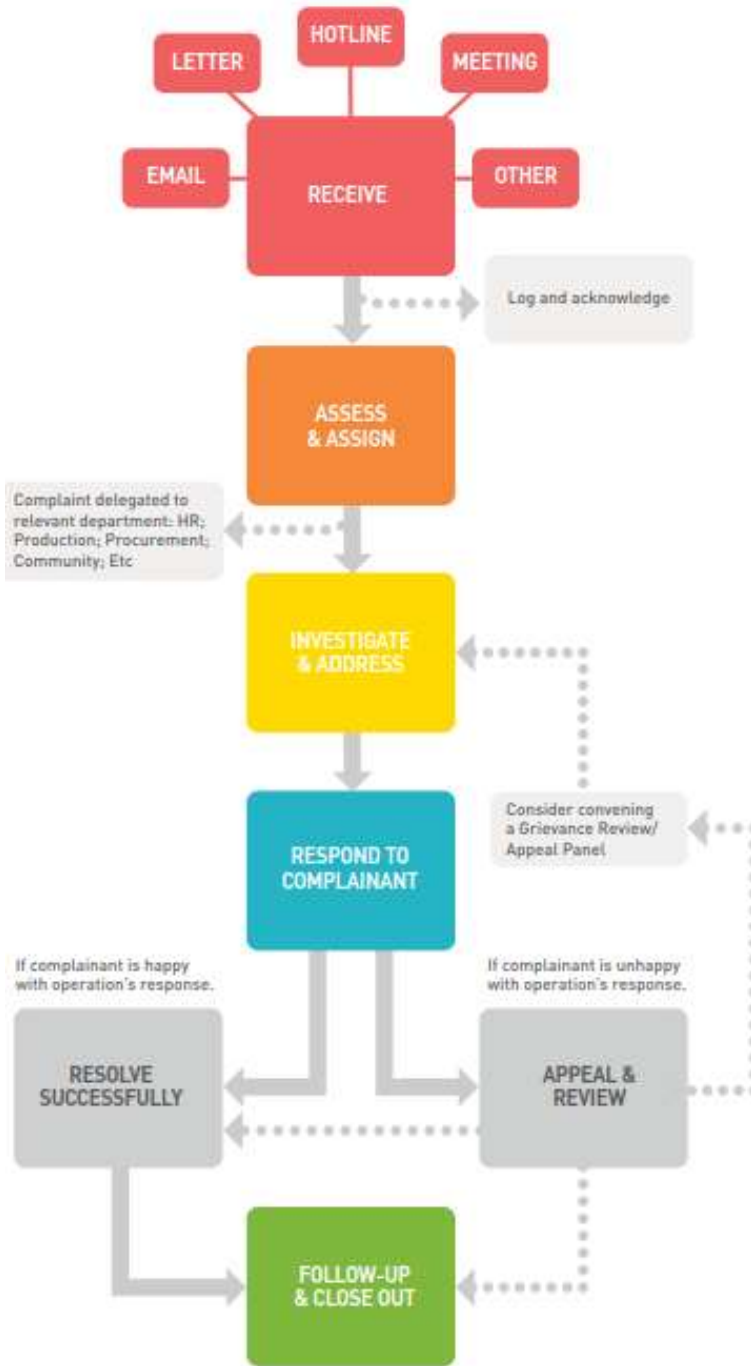 HOTLINE
LETTER
MEETING
EMAIL
RECEIVE
OTHER
Log and acknowledge
ASSESS
& ASSIGN
Complaint delegated to
relevant department: HR;
Production; Procurement;
Community; Etc
INVESTIGATE
& ADDRESS
RESPOND TO
COMPLAINANT
Consider convening
a Grievance Review/
Appeal Panel
If complainant is happy
with operation's response.
If complainant is unhappy
with operation's response.
RESOLVE
SUCCESSFULLY
APPEAL &
REVIEW
FOLLOW-UP
& CLOSE OUT